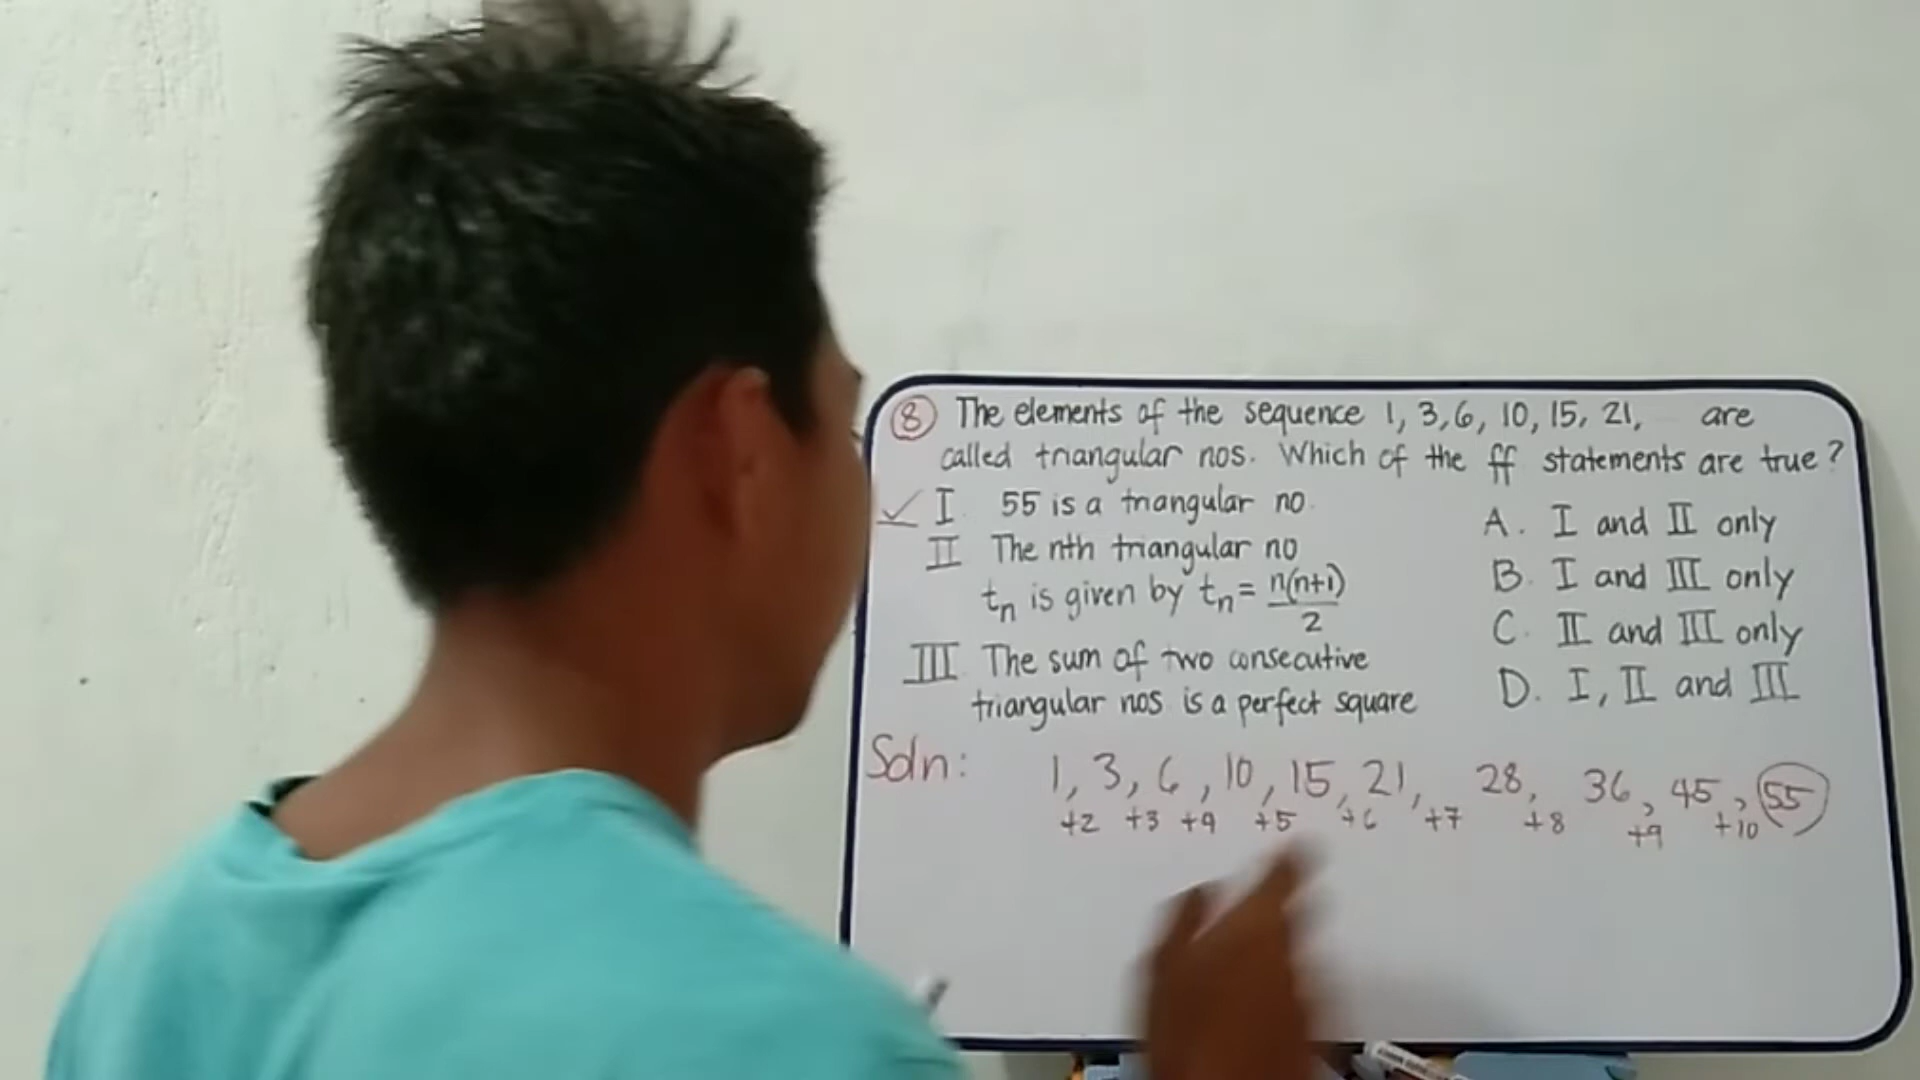 8 The elements of the sequence 1, 3, 6, 10, 15, 21, are
called triangular nos. Which of the ff statements are true?
I 55 is a triangular no.
II The nth triangular no
tn is given by tn = n(n+1)/2
III The sum of two consecutive
triangular nos is a perfect square
A. I and II only
B. I and III only
C. II and III only
D. I, II and III
Soln: 1, 3, 6, 10, 15, 21, 28, 36, 45, 55
+2 +3 +4 +5 +6 +7 +8 +9 +10